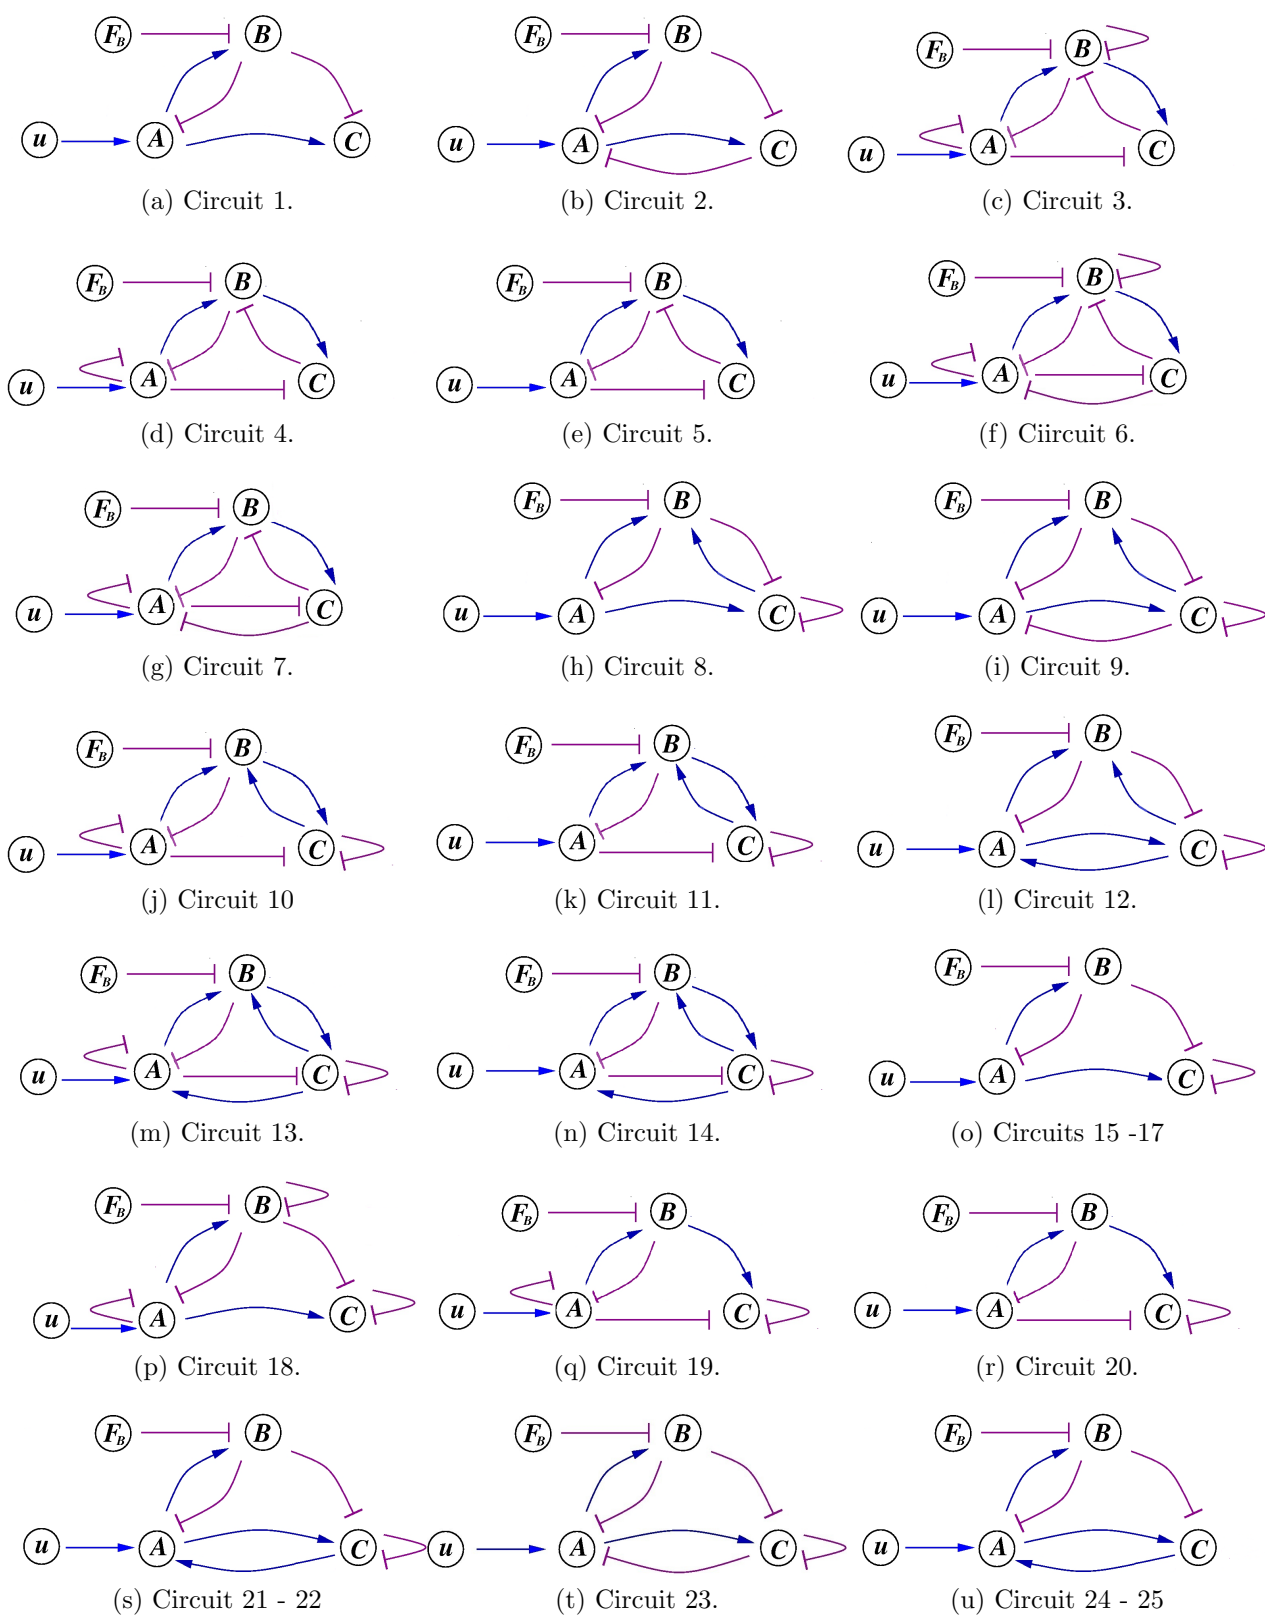 F_B B F_B B F_B B
u A C u A C u A C
(a) Circuit 1. (b) Circuit 2. (c) Circuit 3.
F_B B F_B B F_B B
u A C u A C u A C
(d) Circuit 4. (e) Circuit 5. (f) Ciircuit 6.
F_B B F_B B F_B B
u A C u A C u A C
(g) Circuit 7. (h) Circuit 8. (i) Circuit 9.
F_B B F_B B F_B B
u A C u A C u A C
(j) Circuit 10 (k) Circuit 11. (l) Circuit 12.
F_B B F_B B F_B B
u A C u A C u A C
(m) Circuit 13. (n) Circuit 14. (o) Circuits 15 -17
F_B B F_B B F_B B
u A C u A C u A C
(p) Circuit 18. (q) Circuit 19. (r) Circuit 20.
F_B B F_B B F_B B
u A C u A C u A C
(s) Circuit 21 - 22 (t) Circuit 23. (u) Circuit 24 - 25